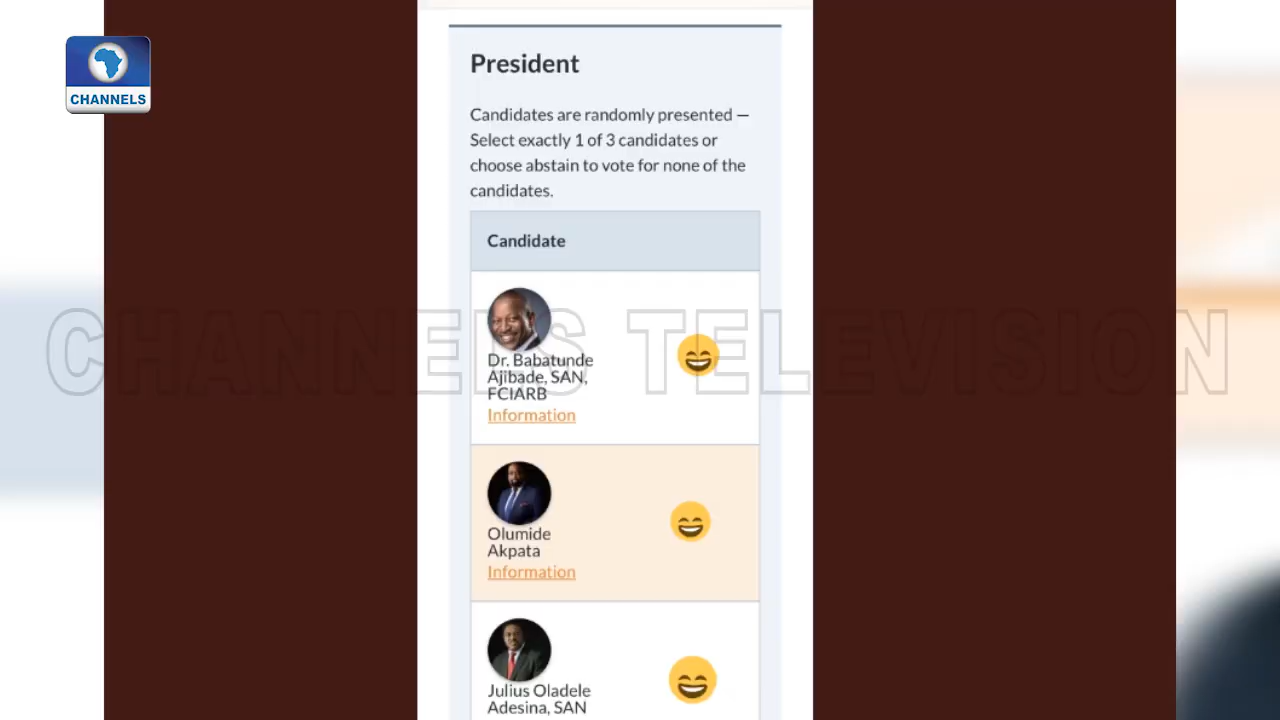 CHANNELS
President
Candidates are randomly presented —
Select exactly 1 of 3 candidates or
choose abstain to vote for none of the
candidates.
Candidate
Dr. Babatunde
Ajibade, SAN,
FCIARB
Information
CHANNELS TELEVISION
Olumide
Akpata
Information
Julius Oladele
Adesina, SAN